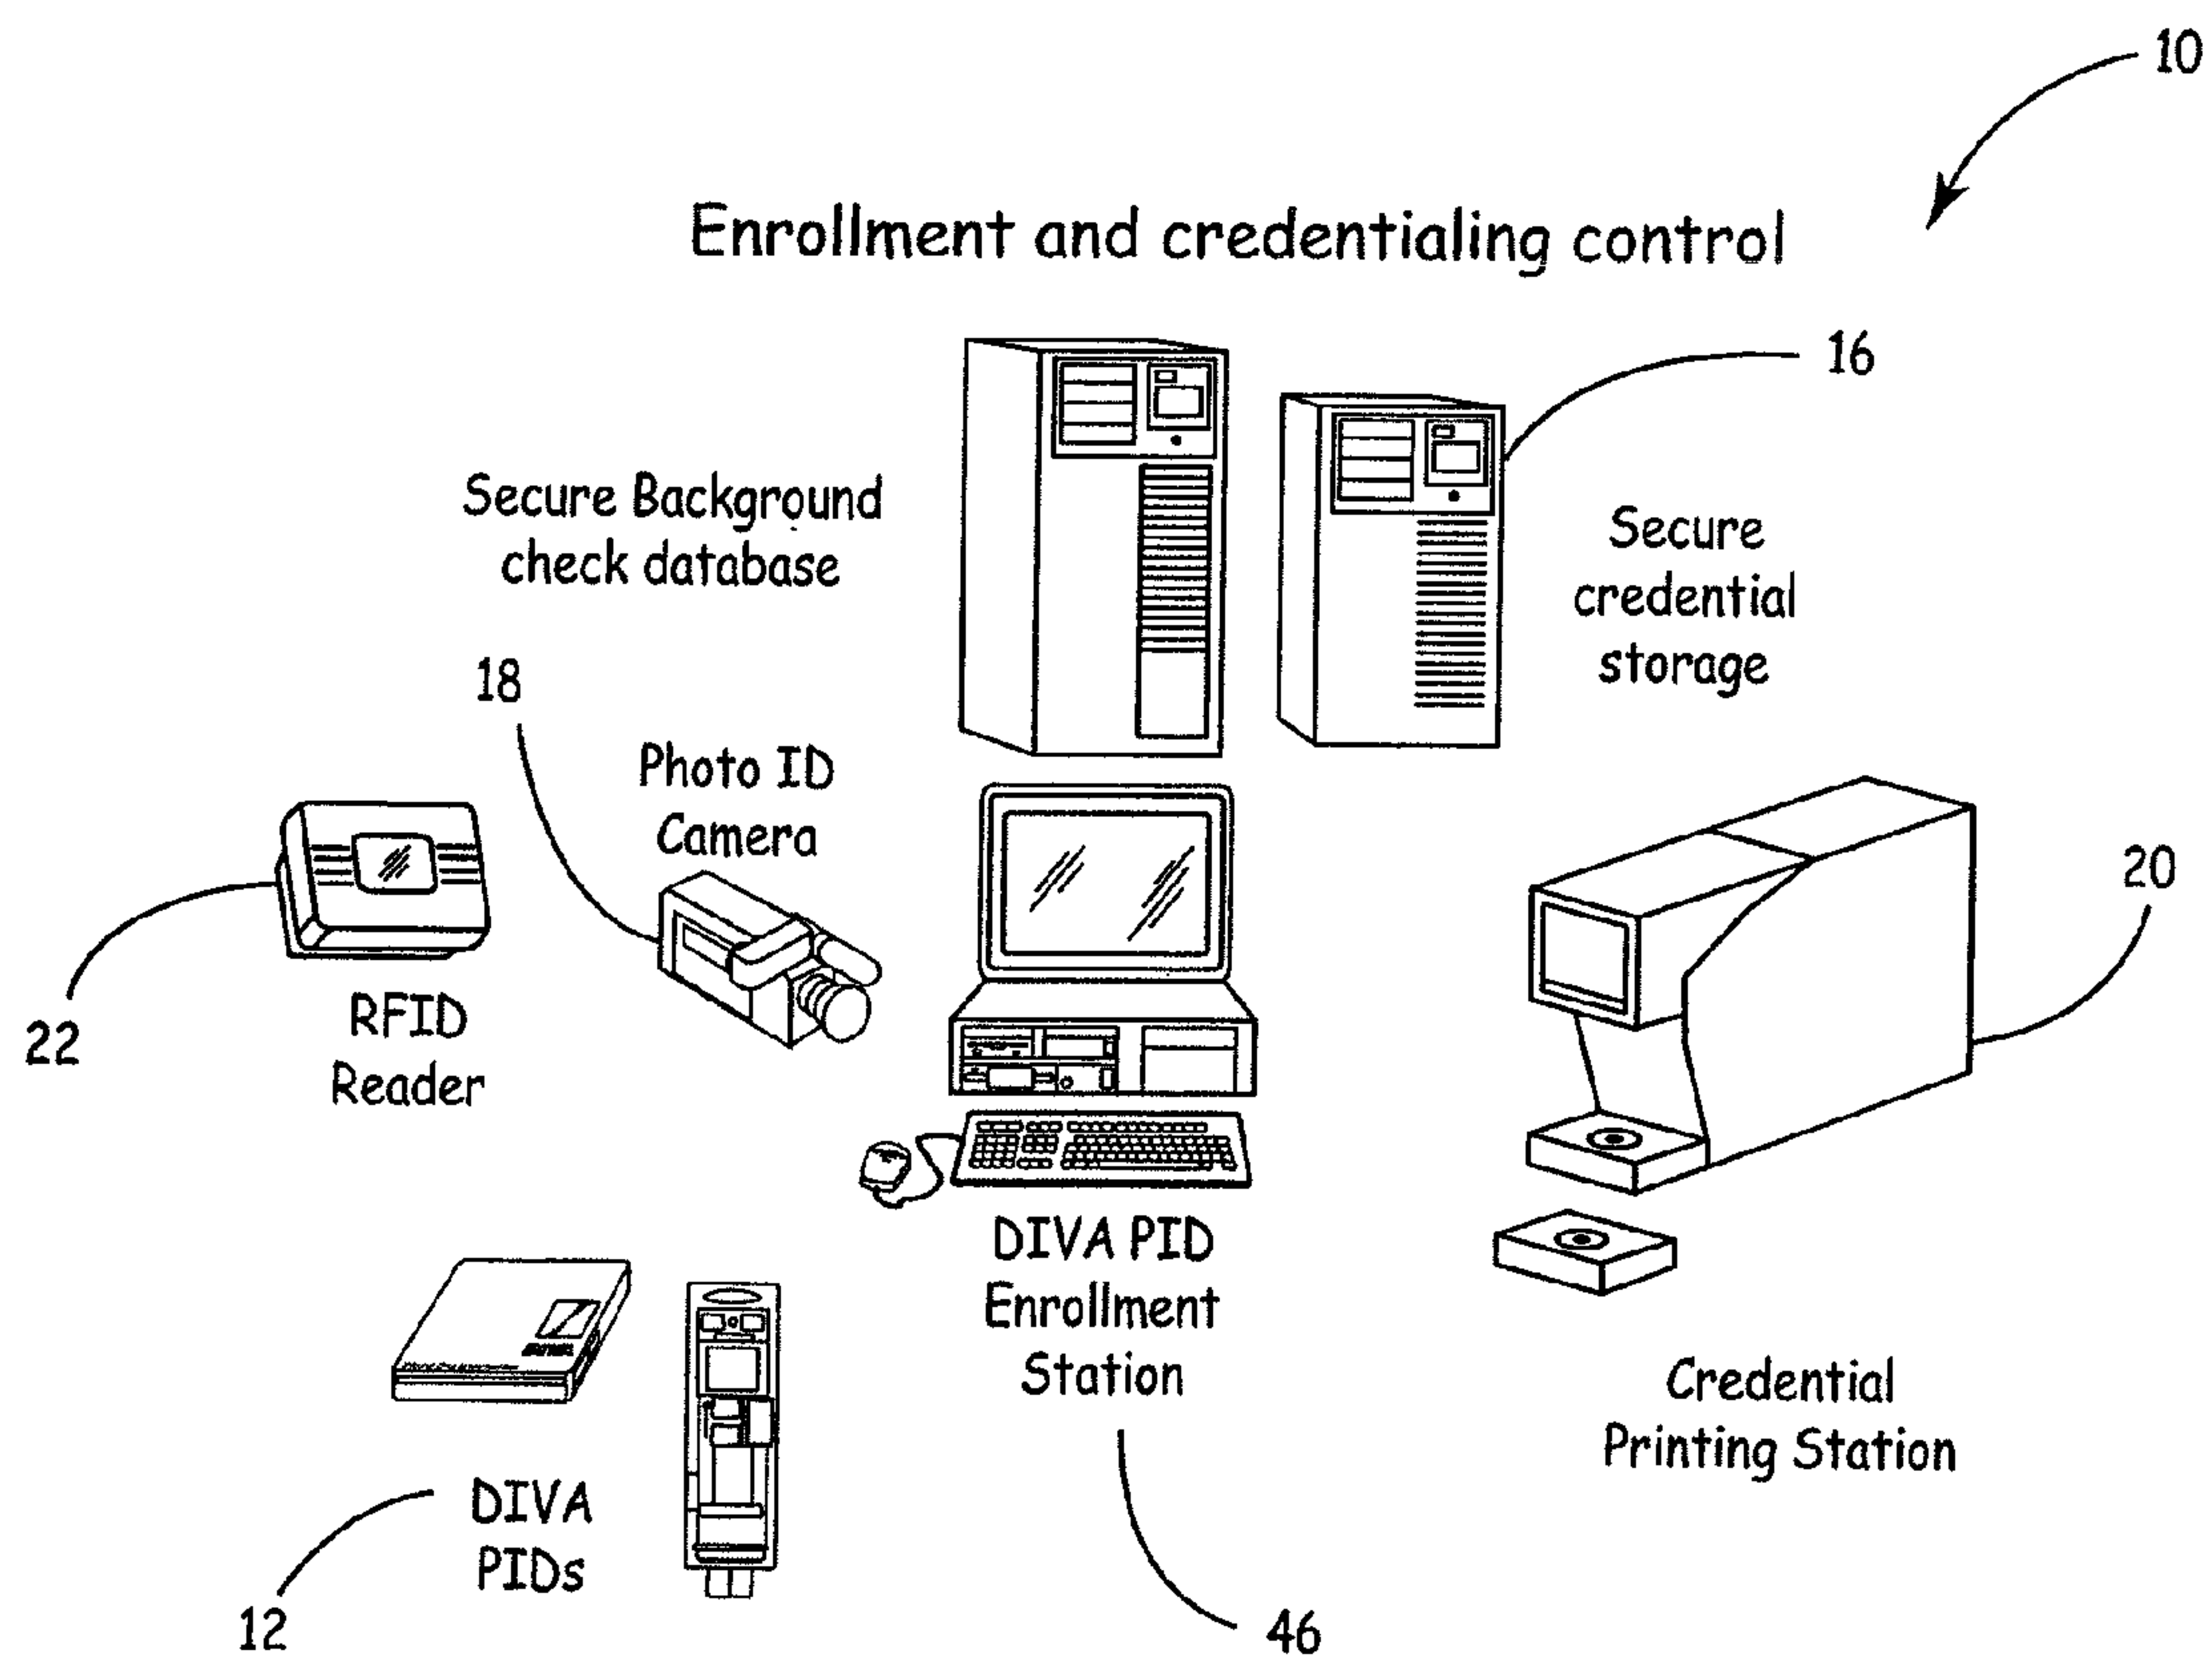 10
Enrollment and credentialing control
16
Secure Background
check database
Secure
credential
storage
18
Photo ID
Camera
20
22
RFID
Reader
DIVA PID
Enrollment
Station
Credential
Printing Station
DIVA
PIDs
12
46